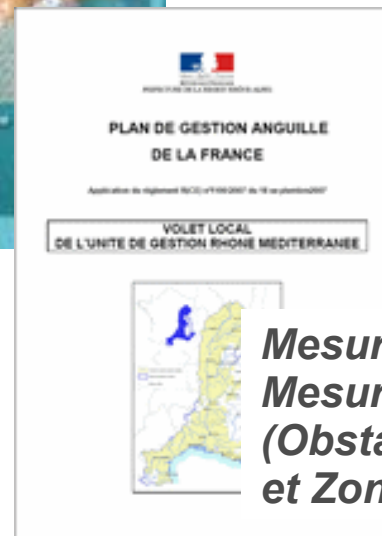 PLAN DE GESTION ANGUILLE
DE LA FRANCE
VOLET LOCAL
DE L'UNITE DE GESTION RHONE MEDITERRANEE
Mesur
Mesur
(Obsta
et Zon